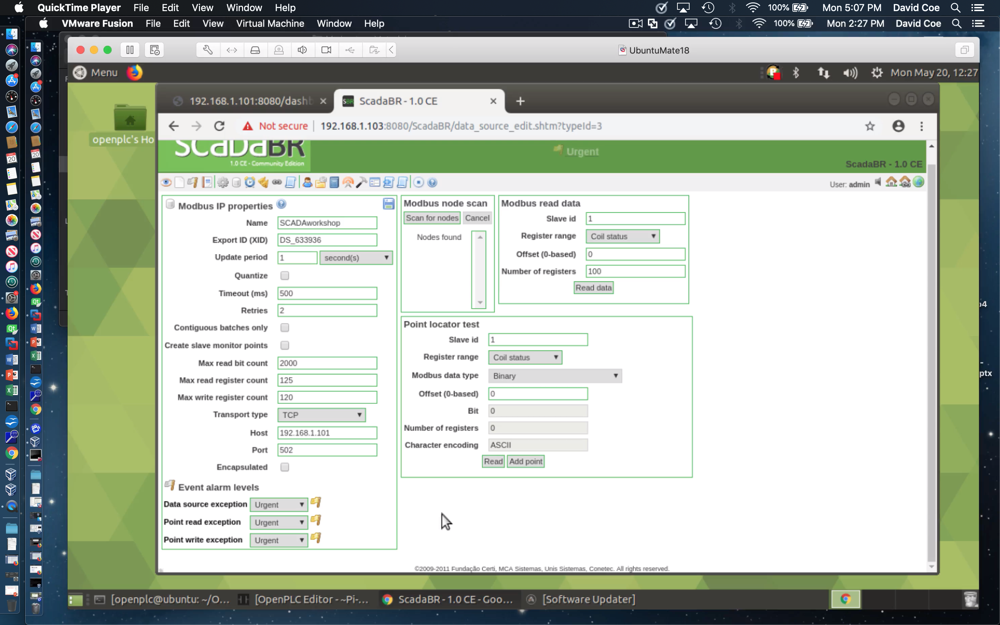 QuickTime Player File Edit View Window Help 100% Mon 5:07 PM David Coe
VMware Fusion File Edit View Virtual Machine Window Help 100% Mon 2:27 PM David Coe
UbuntuMate18
Menu Mon May 20, 12:27
192.168.1.101:8080/dashb ScadaBR - 1.0 CE
Not secure 192.168.1.103:8080/ScadaBR/data_source_edit.shtm?typeId=3
openplc's Ho
ScadaBR
1.0 CE - Community Edition
Urgent
ScadaBR - 1.0 CE
User: admin
Modbus IP properties
Name SCADAworkshop
Export ID (XID) DS_633936
Update period 1 second(s)
Quantize
Timeout (ms) 500
Retries 2
Contiguous batches only
Create slave monitor points
Max read bit count 2000
Max read register count 125
Max write register count 120
Transport type TCP
Host 192.168.1.101
Port 502
Encapsulated
Event alarm levels
Data source exception Urgent
Point read exception Urgent
Point write exception Urgent
Modbus node scan
Scan for nodes Cancel
Nodes found
Modbus read data
Slave id 1
Register range Coil status
Offset (0-based) 0
Number of registers 100
Read data
Point locator test
Slave id 1
Register range Coil status
Modbus data type Binary
Offset (0-based) 0
Bit 0
Number of registers 0
Character encoding ASCII
Read Add point
©2009-2011 Fundação Certi, MCA Sistemas, Unis Sistemas, Conetec. All rights reserved.
[openplc@ubuntu: ~/O... [OpenPLC Editor - ~Pi-... ScadaBR - 1.0 CE - Goo... [Software Updater]